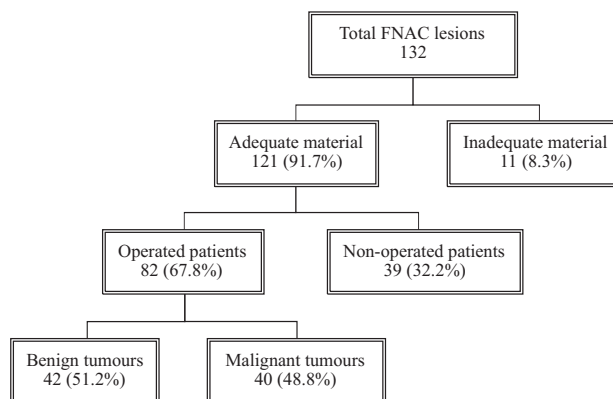 Total FNAC lesions
132
Adequate material
121 (91.7%)
Inadequate material
11 (8.3%)
Operated patients
82 (67.8%)
Non-operated patients
39 (32.2%)
Benign tumours
42 (51.2%)
Malignant tumours
40 (48.8%)